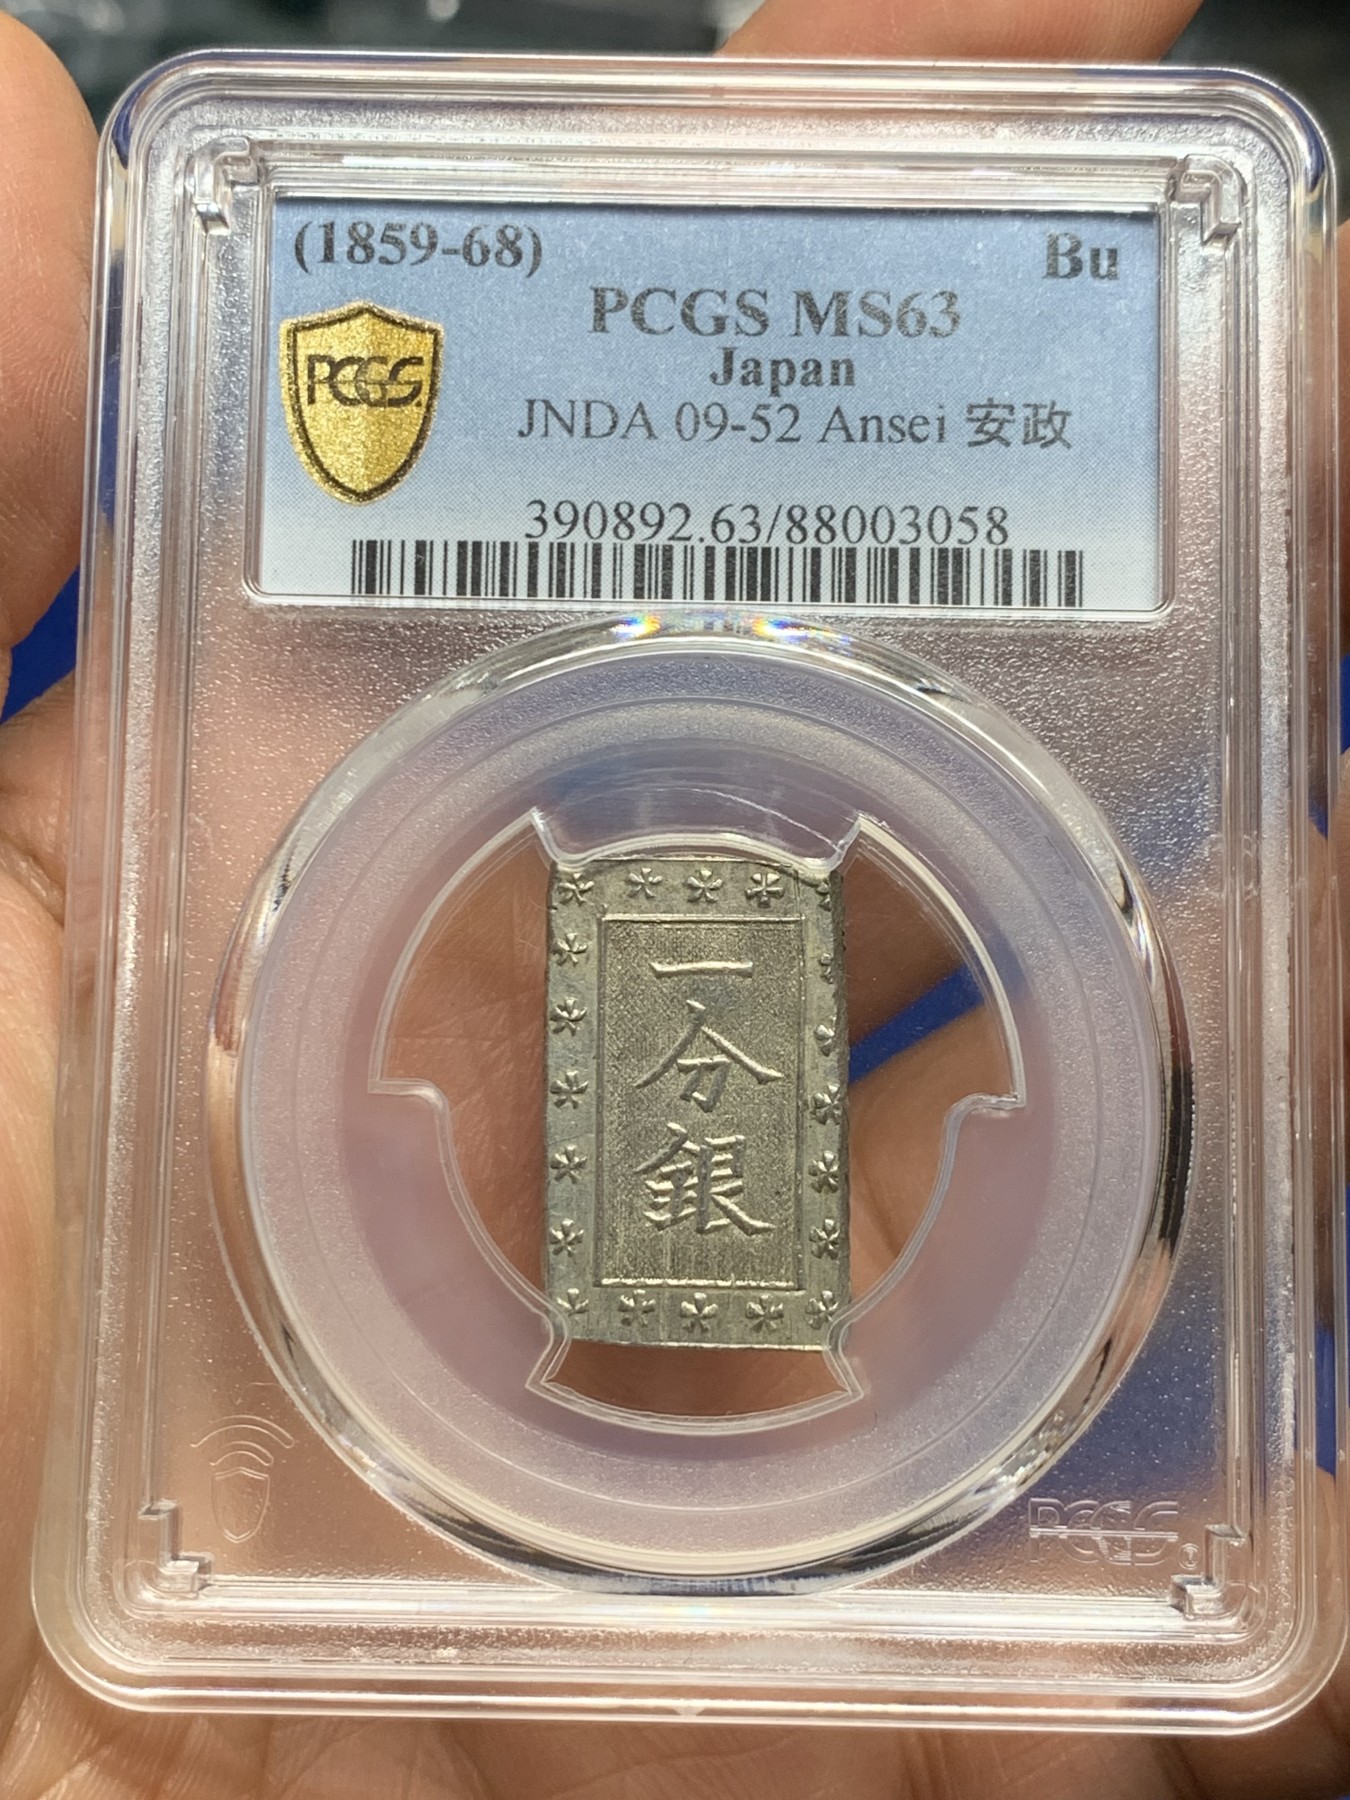 (1859-68) Bu
PCGS MS63
Japan
PCGS
JNDA 09-52 Ansei 安政
390892.63/88003058
一
分
銀
PCGS